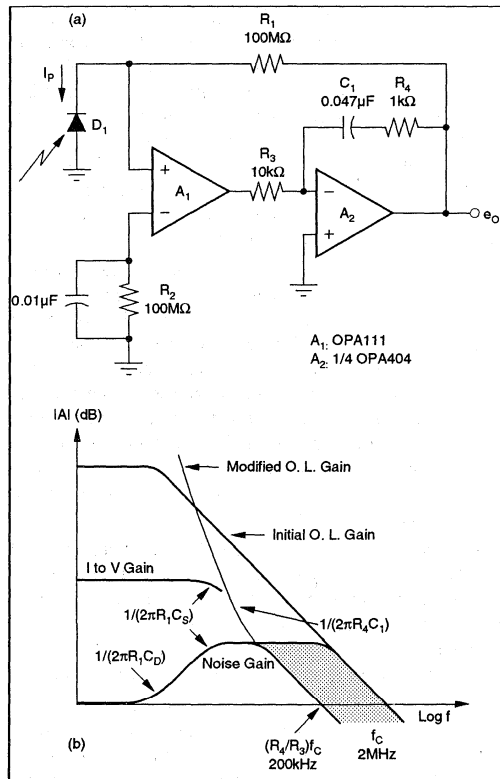 (a)
R1
100MΩ
IP
D1
C1
0.047µF
R4
1kΩ
R3
10kΩ
+
−
A1
−
+
A2
eO
0.01µF
R2
100MΩ
A1: OPA111
A2: 1/4 OPA404
|A| (dB)
Modified O. L. Gain
Initial O. L. Gain
I to V Gain
1/(2πR1CS)
1/(2πR4C1)
1/(2πR1CD)
Noise Gain
Log f
(b)
(R4/R3)fC
200kHz
fC
2MHz